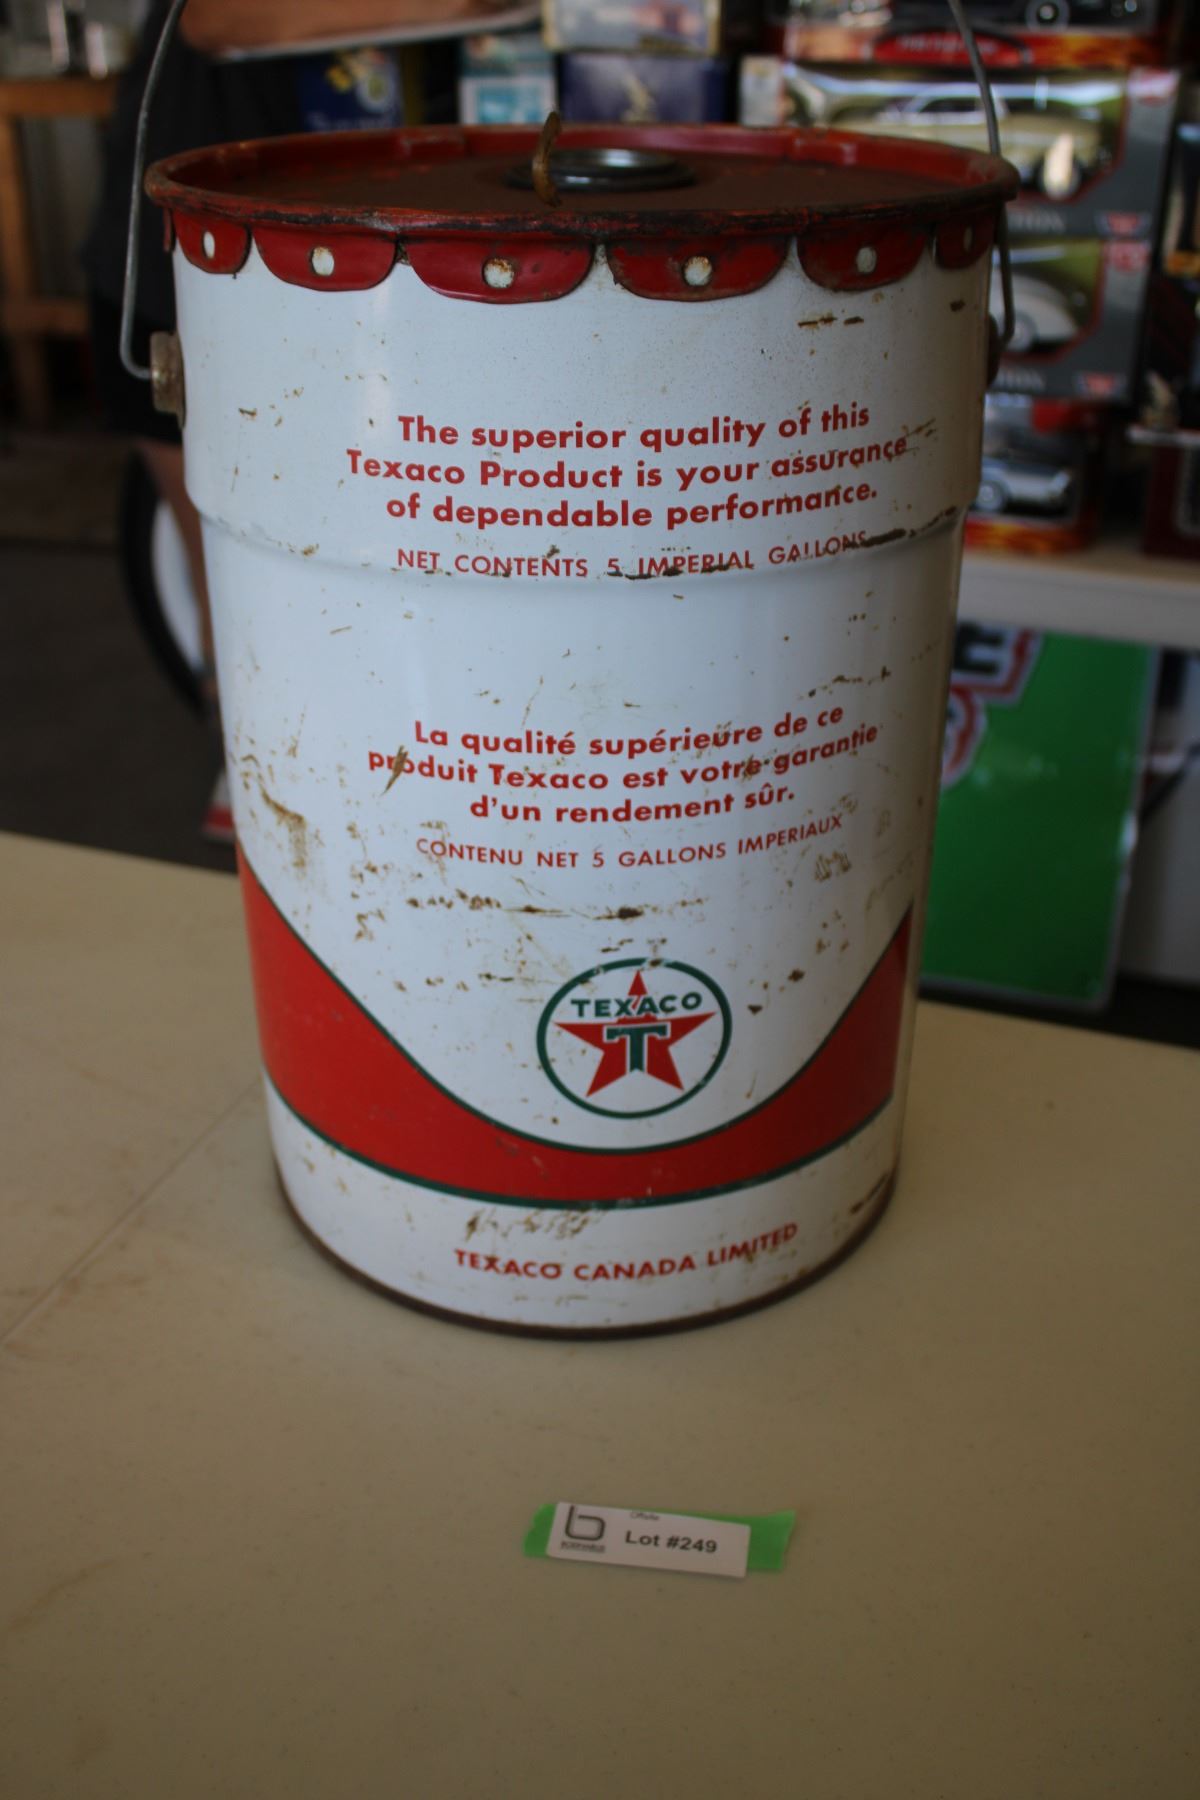 The superior quality of this
Texaco Product is your assurance
of dependable performance.
NET CONTENTS 5 IMPERIAL GALLONS
La qualité supérieure de ce
produit Texaco est votre garantie
d'un rendement sûr.
CONTENU NET 5 GALLONS IMPERIAUX
TEXACO
T
TEXACO CANADA LIMITED
b
Lot #249